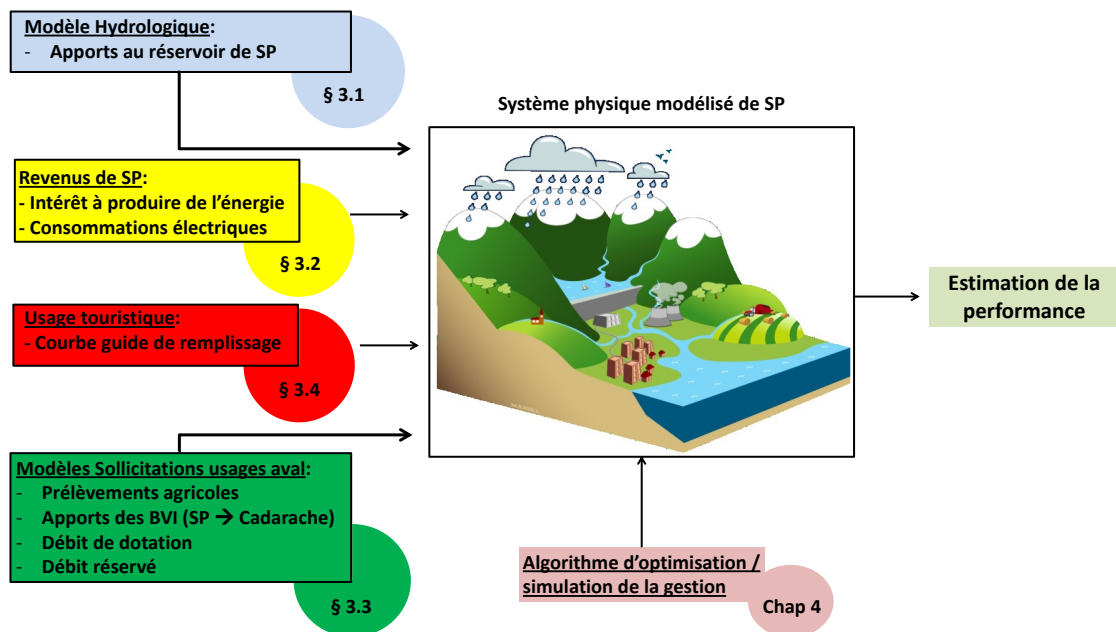 Modèle Hydrologique:
- Apports au réservoir de SP
§ 3.1
Revenus de SP:
- Intérêt à produire de l'énergie
- Consommations électriques
§ 3.2
Usage touristique:
- Courbe guide de remplissage
§ 3.4
Modèles Sollicitations usages aval:
- Prélèvements agricoles
- Apports des BVI (SP → Cadarache)
- Débit de dotation
- Débit réservé
§ 3.3
Système physique modélisé de SP
Algorithme d'optimisation /
simulation de la gestion
Chap 4
Estimation de la
performance